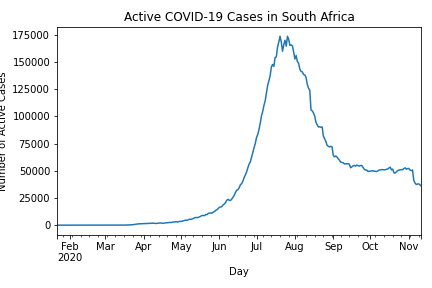 Active COVID-19 Cases in South Africa
Number of Active Cases
175000
150000
125000
100000
75000
50000
25000
0
Feb Mar Apr May Jun Jul Aug Sep Oct Nov
2020
Day